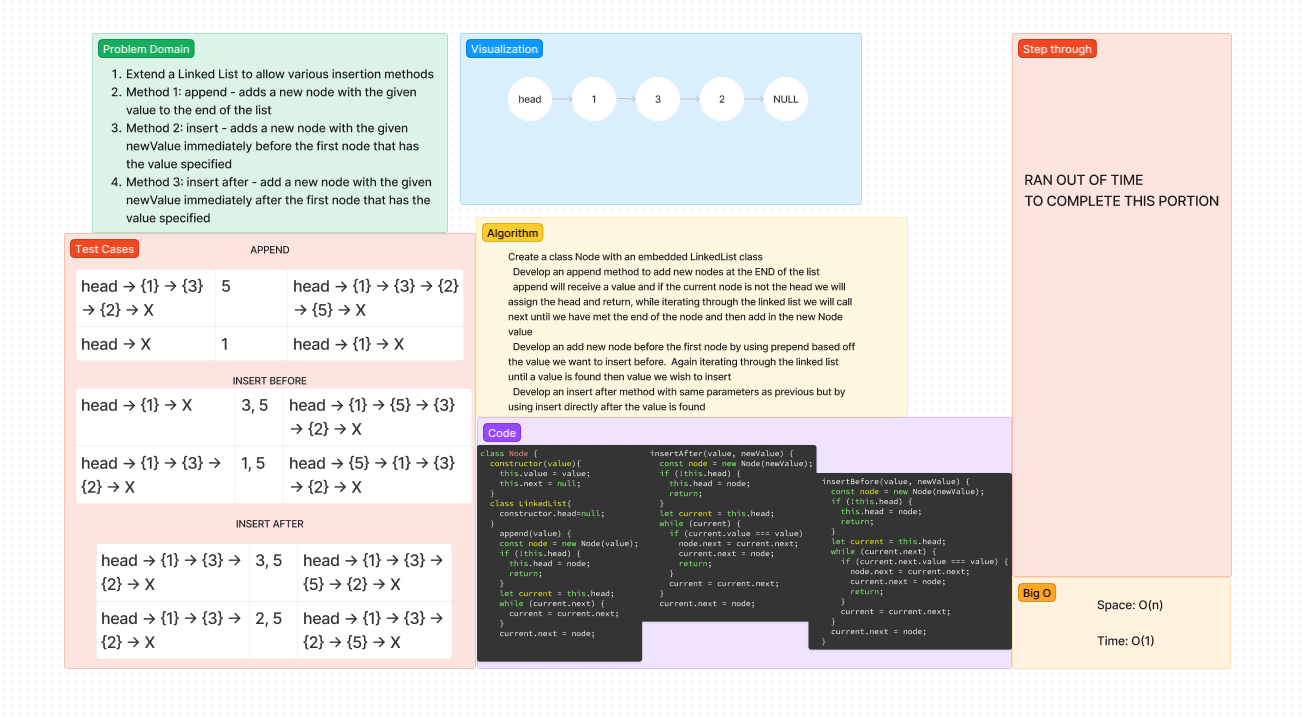 Problem Domain
1. Extend a Linked List to allow various insertion methods
2. Method 1: append - adds a new node with the given
value to the end of the list
3. Method 2: insert - adds a new node with the given
newValue immediately before the first node that has
the value specified
4. Method 3: insert after - add a new node with the given
newValue immediately after the first node that has the
value specified
Visualization
head
1
3
2
NULL
Step through
RAN OUT OF TIME
TO COMPLETE THIS PORTION
Test Cases
APPEND
head → {1} → {3}
→ {2} → X
5
head → {1} → {3} → {2}
→ {5} → X
head → X
1
head → {1} → X
INSERT BEFORE
head → {1} → X
3, 5
head → {1} → {5} → {3}
→ {2} → X
head → {1} → {3} →
{2} → X
1, 5
head → {5} → {1} → {3}
→ {2} → X
INSERT AFTER
head → {1} → {3} →
{2} → X
3, 5
head → {1} → {3} →
{5} → {2} → X
head → {1} → {3} →
{2} → X
2, 5
head → {1} → {3} →
{2} → {5} → X
Algorithm
Create a class Node with an embedded LinkedList class
Develop an append method to add new nodes at the END of the list
append will receive a value and if the current node is not the head we will
assign the head and return, while iterating through the linked list we will call
next until we have met the end of the node and then add in the new Node
value
Develop an add new node before the first node by using prepend based off
the value we want to insert before. Again iterating through the linked list
until a value is found then value we wish to insert
Develop an insert after method with same parameters as previous but by
using insert directly after the value is found
Code
class Node {
constructor(value){
this.value = value;
this.next = null;
}
class LinkedList{
constructor.head=null;
}
append(value) {
const node = new Node(value);
if (!this.head) {
this.head = node;
return;
}
let current = this.head;
while (current.next) {
current = current.next;
}
current.next = node;
insertAfter(value, newValue) {
const node = new Node(newValue);
if (!this.head) {
this.head = node;
return;
}
let current = this.head;
while (current) {
if (current.value === value)
node.next = current.next;
current.next = node;
return;
}
current = current.next;
}
current.next = node;
insertBefore(value, newValue) {
const node = new Node(newValue);
if (!this.head) {
this.head = node;
return;
}
let current = this.head;
while (current.next) {
if (current.next.value === value) {
node.next = current.next;
current.next = node;
return;
}
current = current.next;
}
current.next = node;
}
Big O
Space: O(n)
Time: O(1)